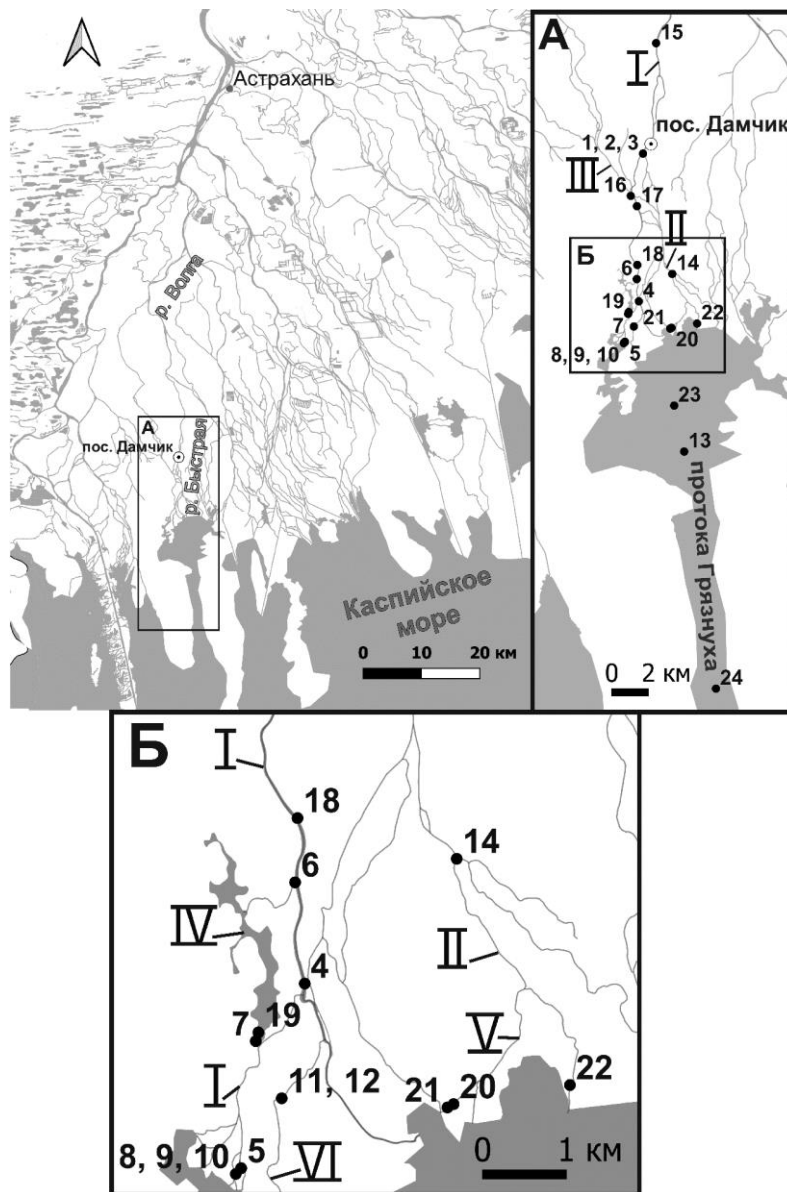 Астрахань
р. Волга
А
пос. Дамчик
р. Быстрая
Каспийское
море
0 10 20 км
А
15
I
пос. Дамчик
1, 2, 3
III
16
17
II
Б
18
6
14
4
19
7
21
22
20
8, 9, 10
5
23
13
протока Грязнуха
0 2 км
24
Б
I
18
6
14
IV
II
4
19
7
V
I
11, 12
22
21
20
8, 9, 10
5
VI
0 1 км